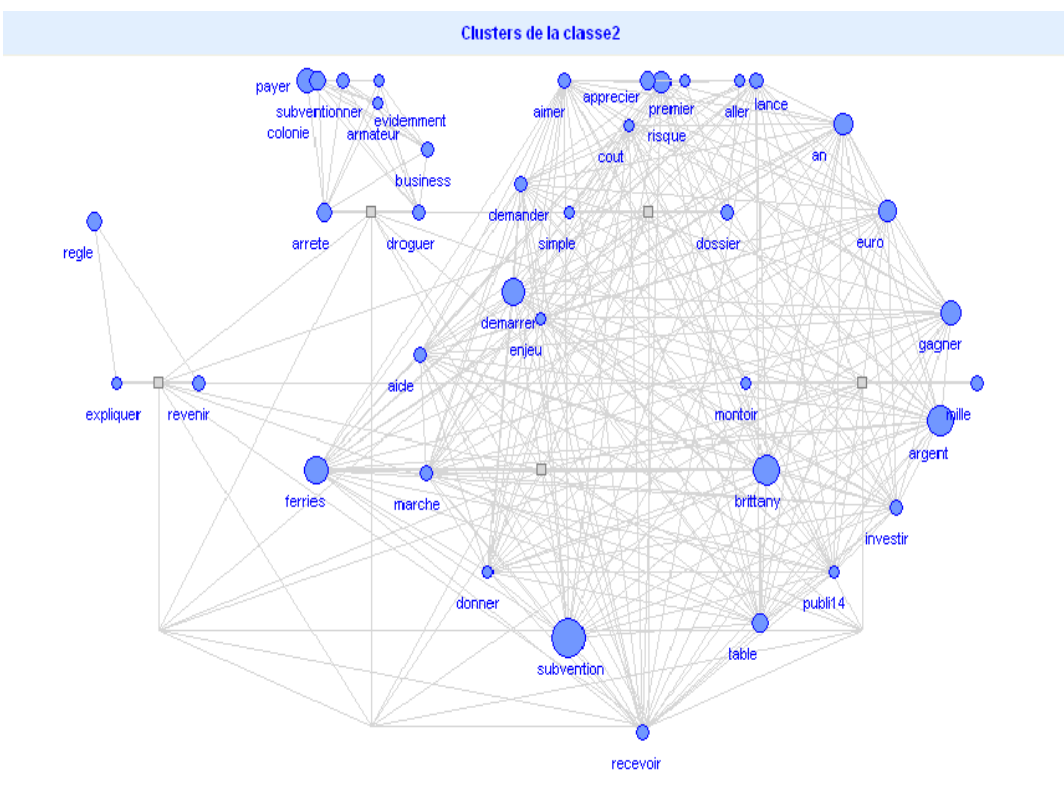 Clusters de la classe2
payer
subventionner
colonie
armateur
evidemment
business
aimer
apprecier
premier
aller
lance
cout
risque
an
regle
arrete
droguer
demander
simple
dossier
euro
demarrer
enjeu
gagner
aide
expliquer
revenir
montoir
mille
argent
ferries
marche
brittany
investir
donner
publi14
subvention
table
recevoir